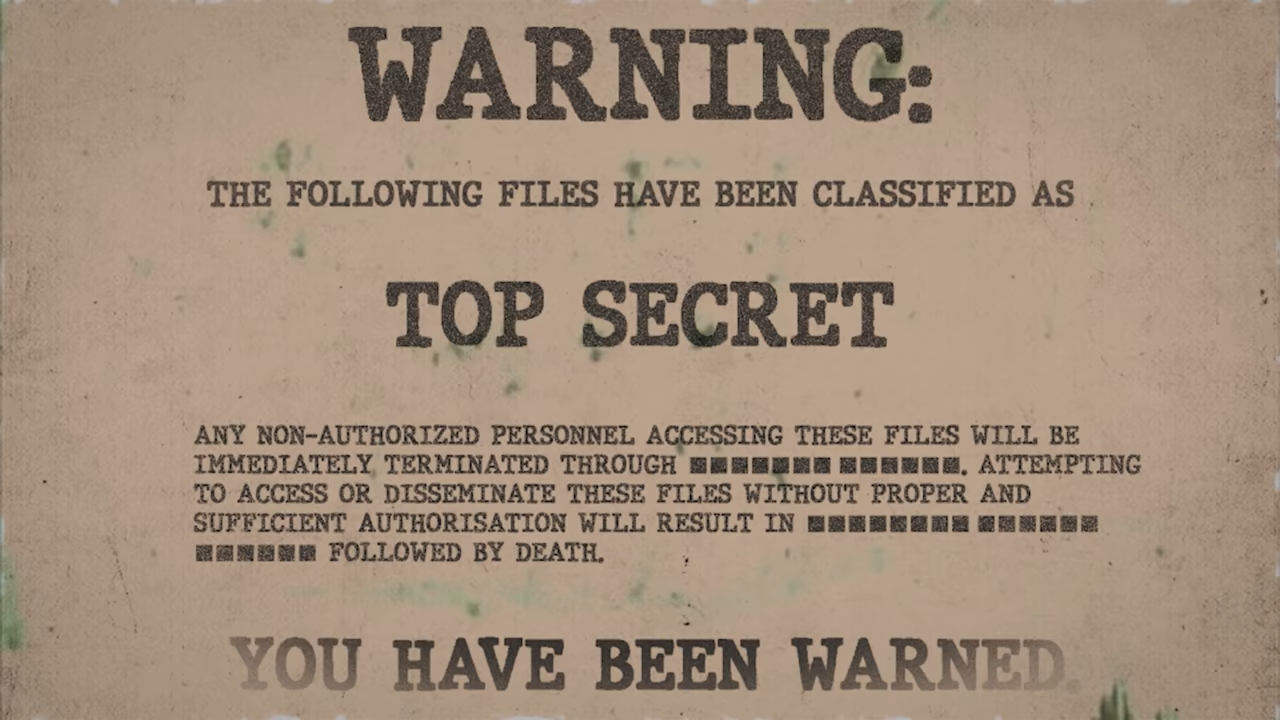 WARNING:
THE FOLLOWING FILES HAVE BEEN CLASSIFIED AS
TOP SECRET
ANY NON-AUTHORIZED PERSONNEL ACCESSING THESE FILES WILL BE
IMMEDIATELY TERMINATED THROUGH ■■■■■■■ ■■■■■■. ATTEMPTING
TO ACCESS OR DISSEMINATE THESE FILES WITHOUT PROPER AND
SUFFICIENT AUTHORISATION WILL RESULT IN ■■■■■■■■ ■■■■■■
■■■■■■ FOLLOWED BY DEATH.
YOU HAVE BEEN WARNED.